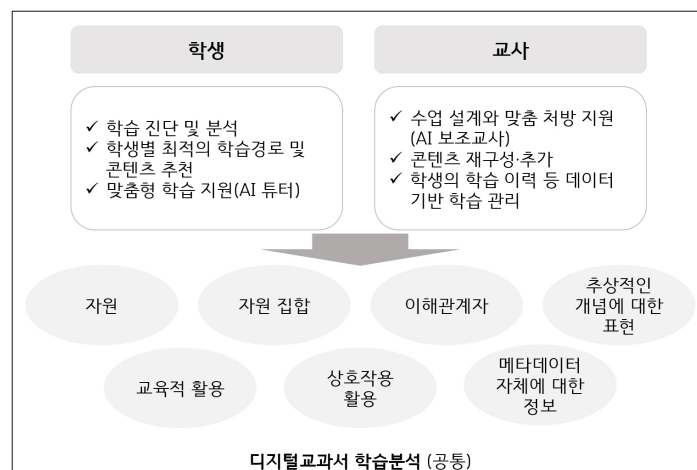 학생
교사
✓ 학습 진단 및 분석
✓ 학생별 최적의 학습경로 및
콘텐츠 추천
✓ 맞춤형 학습 지원(AI 튜터)
✓ 수업 설계와 맞춤 처방 지원
(AI 보조교사)
✓ 콘텐츠 재구성·추가
✓ 학생의 학습 이력 등 데이터
기반 학습 관리
자원
자원 집합
이해관계자
추상적인
개념에 대한
표현
교육적 활용
상호작용
활용
메타데이터
자체에 대한
정보
디지털교과서 학습분석 (공통)